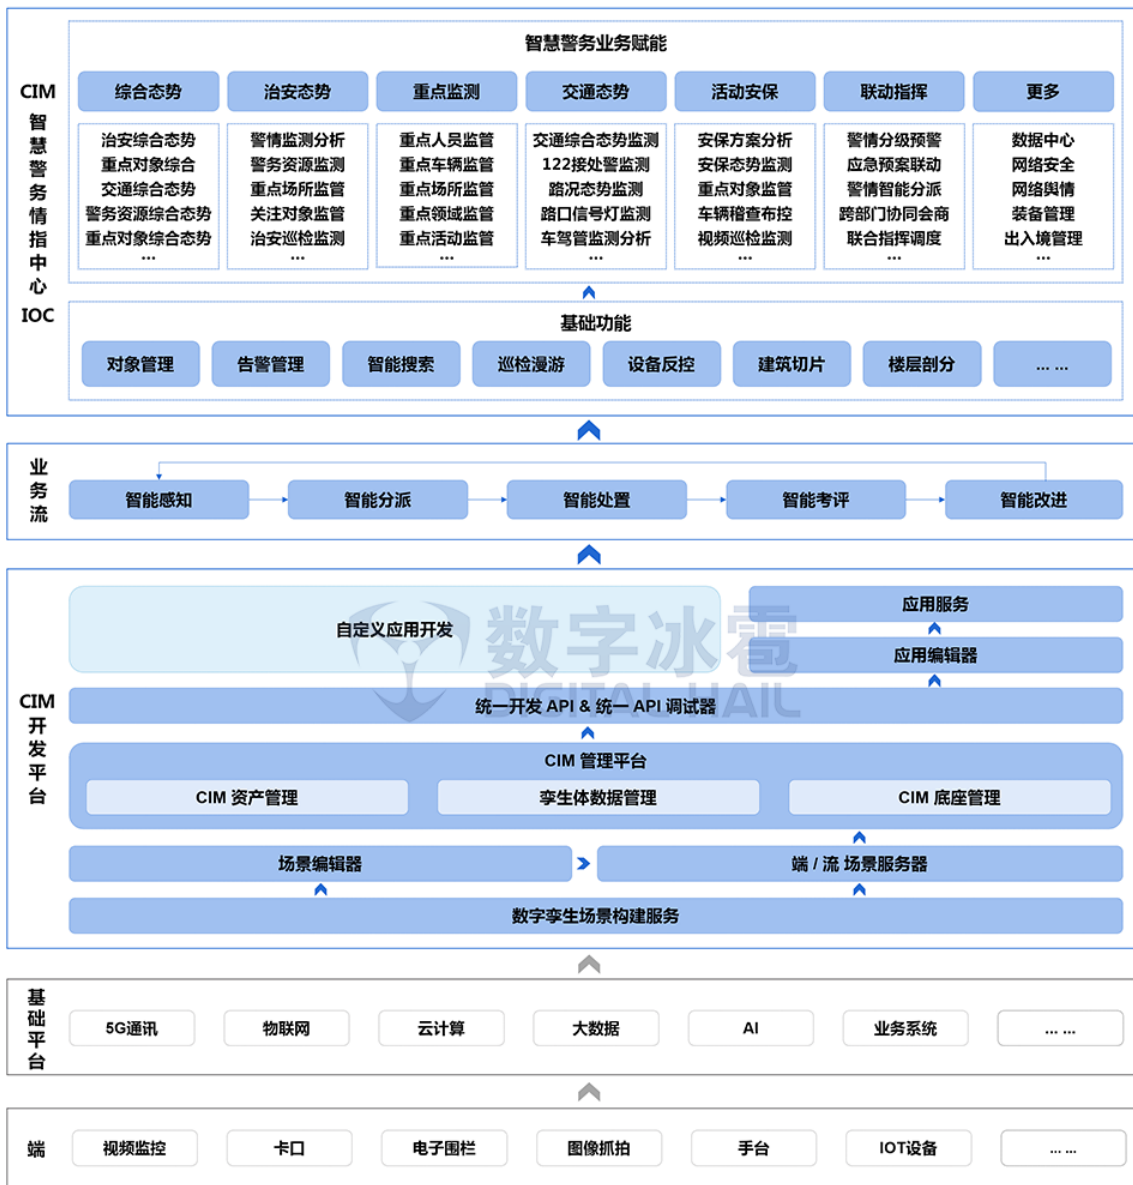 CIM
智慧警务情指中心
IOC
智慧警务业务赋能
综合态势
治安综合态势
重点对象综合
交通综合态势
警务资源综合态势
重点对象综合态势
...
治安态势
警情监测分析
警务资源监测
重点场所监管
关注对象监管
治安巡检监测
...
重点监测
重点人员监管
重点车辆监管
重点场所监管
重点领域监管
重点活动监管
...
交通态势
交通综合态势监测
122接处警监测
路况态势监测
路口信号灯监测
车驾管监测分析
...
活动安保
安保方案分析
安保态势监测
重点对象监管
车辆稽查布控
视频巡检监测
...
联动指挥
警情分级预警
应急预案联动
警情智能分派
跨部门协同会商
联合指挥调度
...
更多
数据中心
网络安全
网络舆情
装备管理
出入境管理
...
基础功能
对象管理
告警管理
智能搜索
巡检漫游
设备反控
建筑切片
楼层剖分
... ...
业务流
智能感知
智能分派
智能处置
智能考评
智能改进
CIM开发平台
自定义应用开发
应用服务
应用编辑器
数字冰雹
DIGITAL HAIL
统一开发 API & 统一 API 调试器
CIM 管理平台
CIM 资产管理
孪生体数据管理
CIM 底座管理
场景编辑器
端 / 流 场景服务器
数字孪生场景构建服务
基础平台
5G通讯
物联网
云计算
大数据
AI
业务系统
... ...
端
视频监控
卡口
电子围栏
图像抓拍
手台
IOT设备
... ...